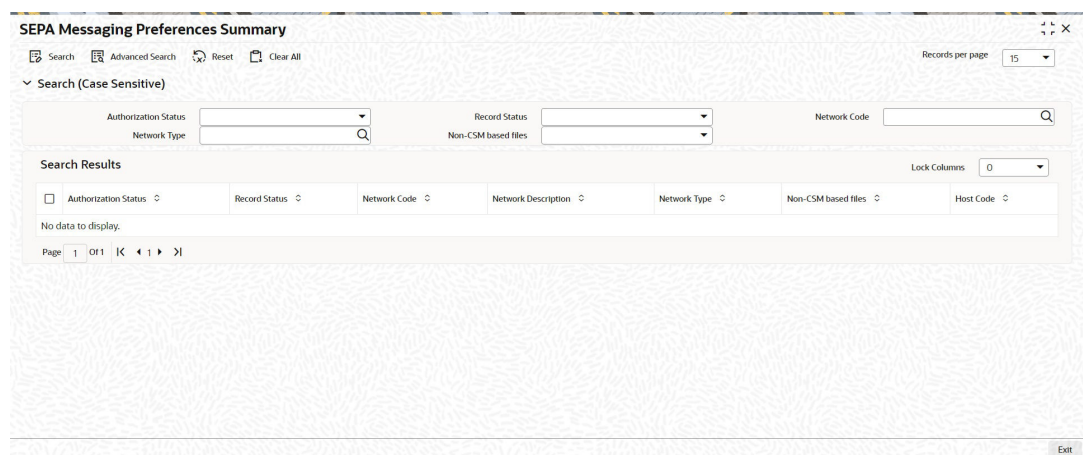 SEPA Messaging Preferences Summary
Search Advanced Search Reset Clear All Records per page 15
Search (Case Sensitive)
Authorization Status Record Status Network Code
Network Type Non-CSM based files
Search Results Lock Columns 0
Authorization Status Record Status Network Code Network Description Network Type Non-CSM based files Host Code
No data to display.
Page 1 Of 1 1
Exit